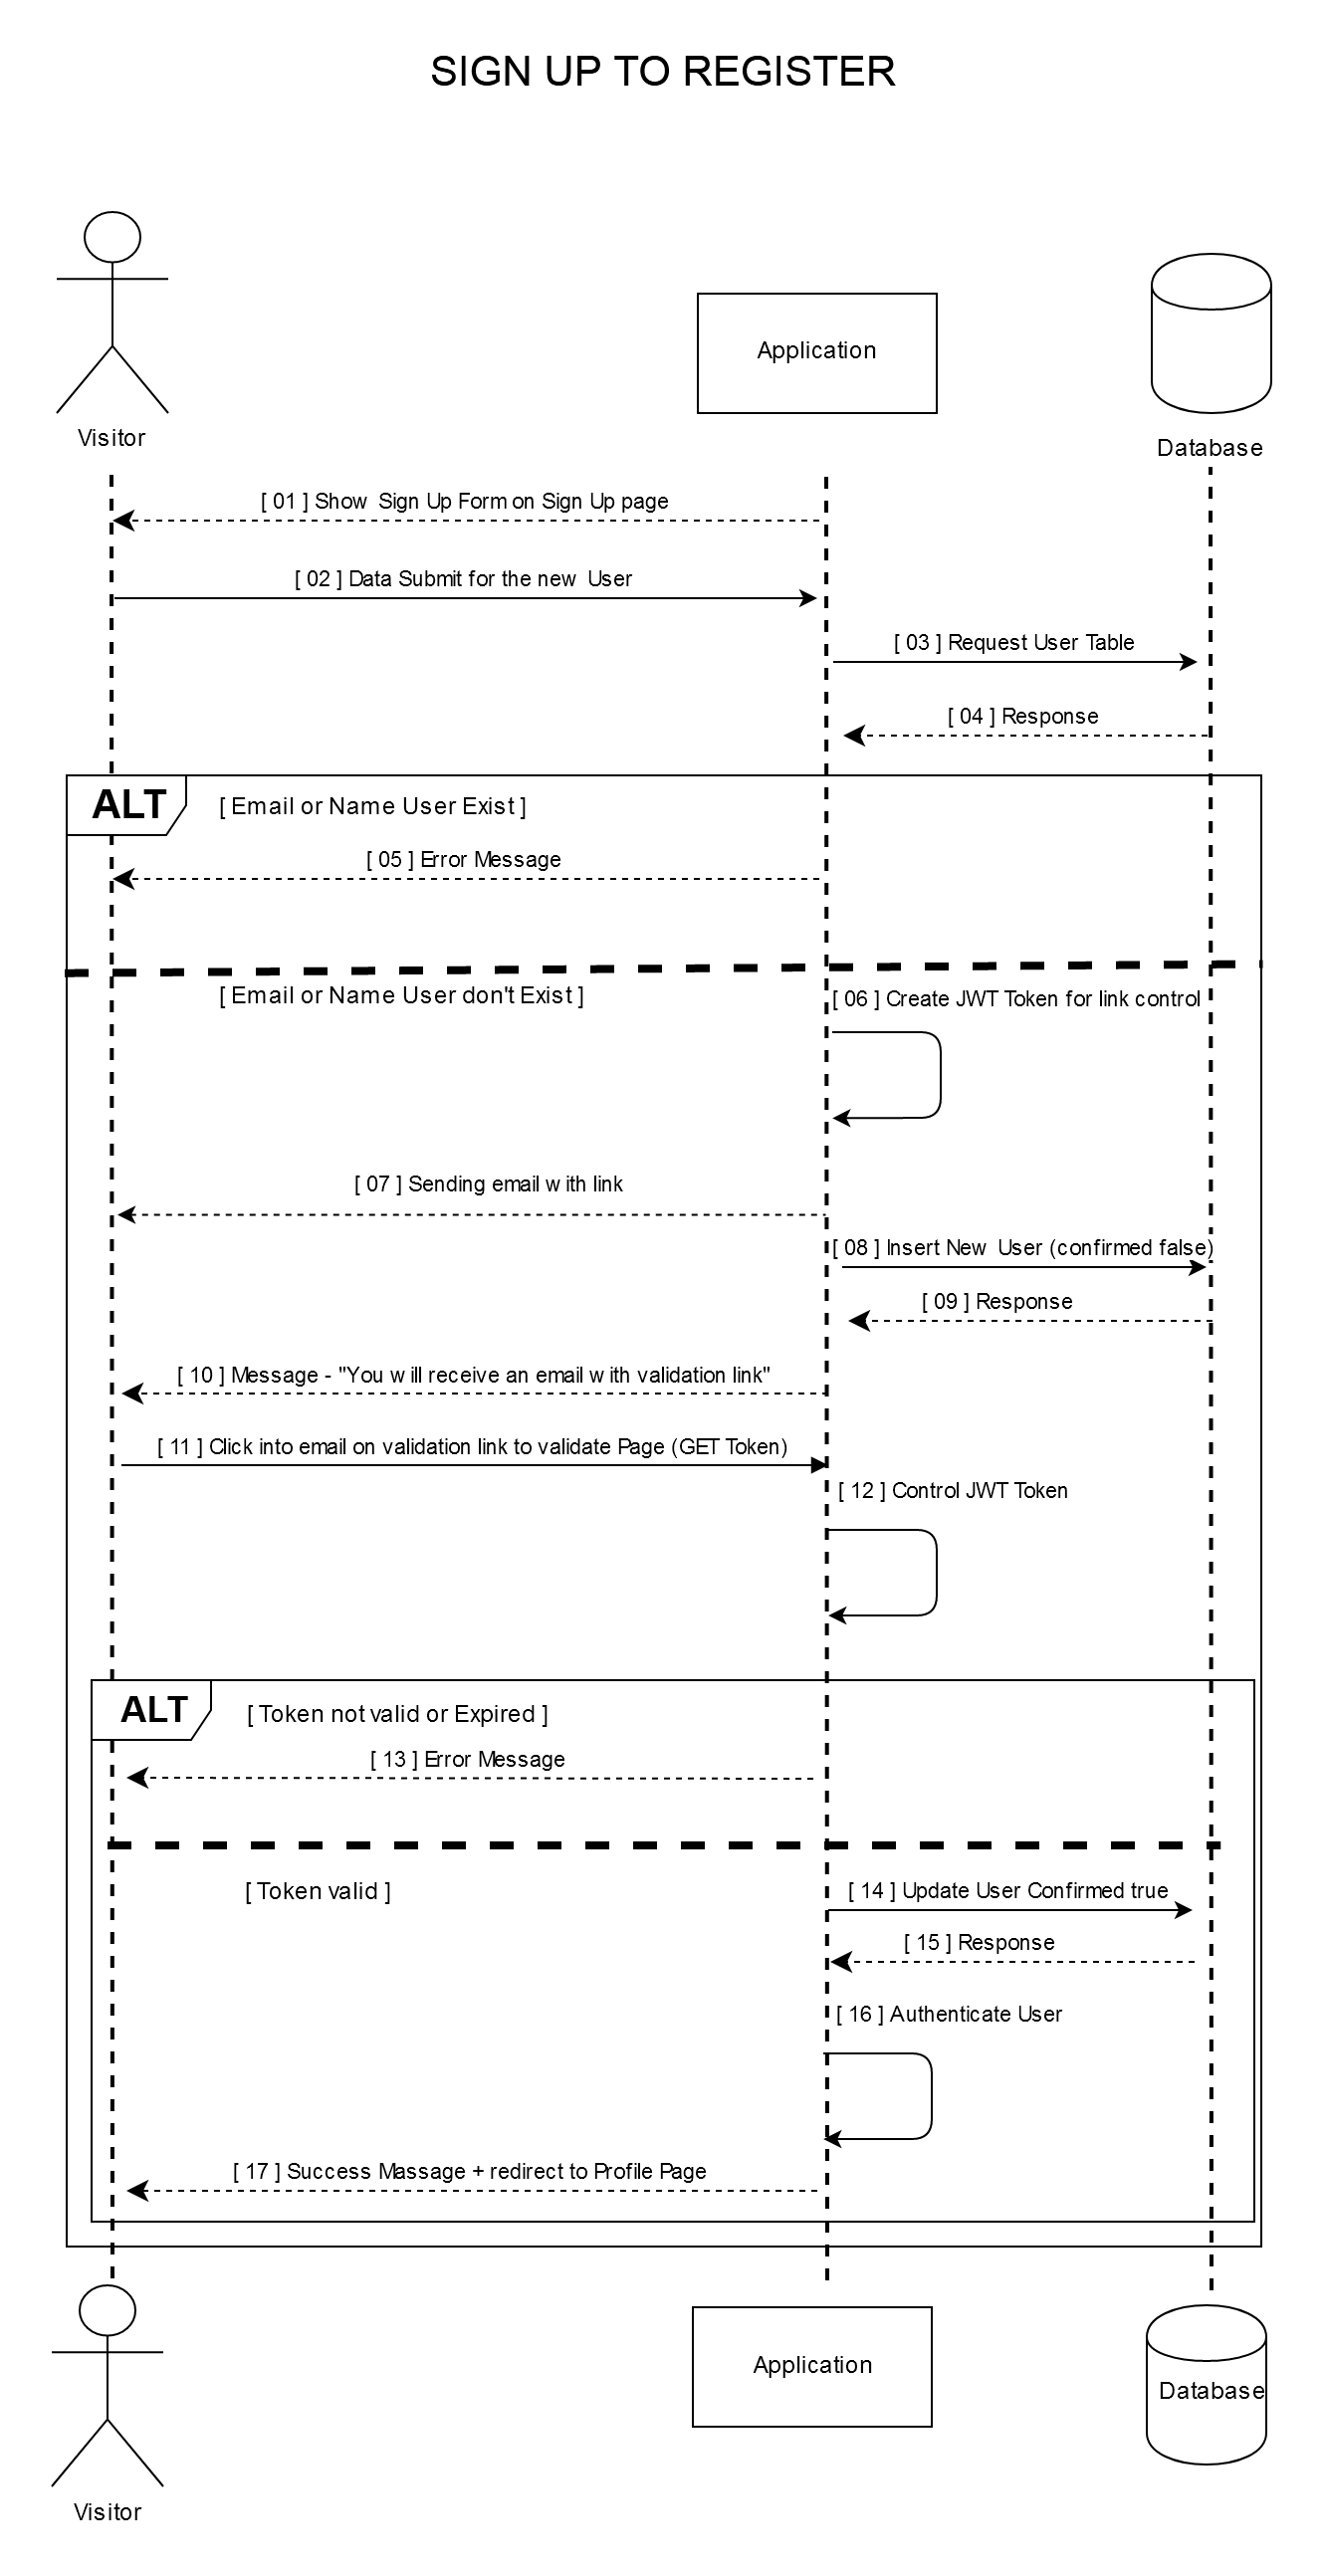 SIGN UP TO REGISTER
Visitor
Application
Database
[ 01 ] Show Sign Up Form on Sign Up page
[ 02 ] Data Submit for the new User
[ 03 ] Request User Table
[ 04 ] Response
ALT
[ Email or Name User Exist ]
[ 05 ] Error Message
[ Email or Name User don't Exist ]
[ 06 ] Create JWT Token for link control
[ 07 ] Sending email with link
[ 08 ] Insert New User (confirmed false)
[ 09 ] Response
[ 10 ] Message - "You will receive an email with validation link"
[ 11 ] Click into email on validation link to validate Page (GET Token)
[ 12 ] Control JWT Token
ALT
[ Token not valid or Expired ]
[ 13 ] Error Message
[ Token valid ]
[ 14 ] Update User Confirmed true
[ 15 ] Response
[ 16 ] Authenticate User
[ 17 ] Success Massage + redirect to Profile Page
Application
Database
Visitor